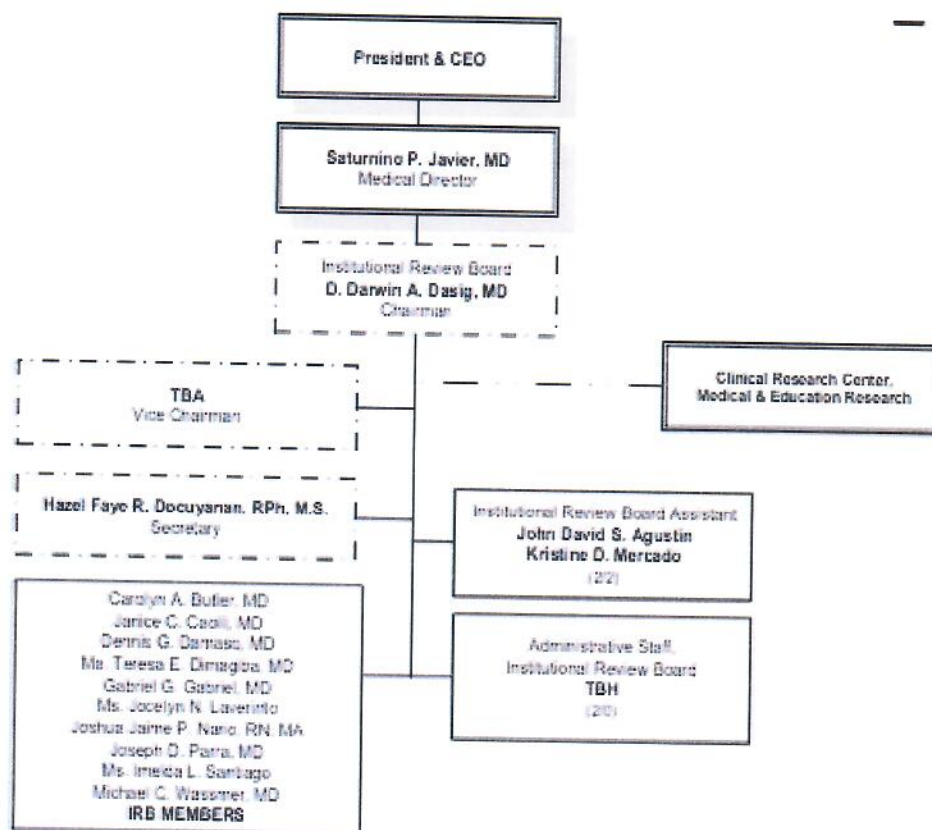 President & CEO
Saturnino P. Javier, MD
Medical Director
Institutional Review Board
D. Darwin A. Dasig, MD
Chairman
TBA
Vice Chairman
Clinical Research Center,
Medical & Education Research
Hazel Faye R. Docuyanan, RPh, M.S.
Secretary
Institutional Review Board Assistant
John David S. Agustin
Kristine D. Mercado
(2/2)
Carolyn A. Butler, MD
Janice C. Caoili, MD
Dennis G. Damaso, MD
Ma. Teresa E. Dimagiba, MD
Gabriel G. Gabriel, MD
Ms. Jocelyn N.
Joshua Jaime P. Nario, RN, MA
Joseph D. Parra, MD
Ms. Imelda L. Santiago
Michael C. Wassmer, MD
IRB MEMBERS
Administrative Staff,
Institutional Review Board
TBH
(2/0)